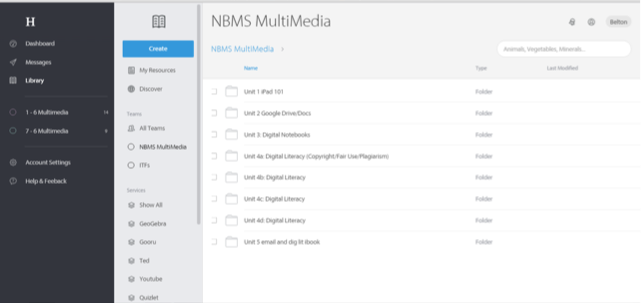 H
Dashboard
Messages
Library
1 - 6 Multimedia 14
7 - 6 Multimedia
Account Settings
Help & Feeback
Create
My Resources
Discover
Teams
All Teams
NBMS MultiMedia
ITFs
Services
Show All
GeoGebra
Gooru
Ted
Youtube
Quizlet
NBMS MultiMedia
Belton
NBMS MultiMedia >
Animals, Vegetables, Minerals...
Name Type Last Modified
Unit 1 iPad 101 Folder
Unit 2 Google Drive/Docs Folder
Unit 3: Digital Notebooks Folder
Unit 4a: Digital Literacy (Copyright/Fair Use/Plagiarism) Folder
Unit 4b: Digital Literacy Folder
Unit 4c: Digital Literacy Folder
Unit 4d: Digital Literacy Folder
Unit 5 email and dig lit ibook Folder